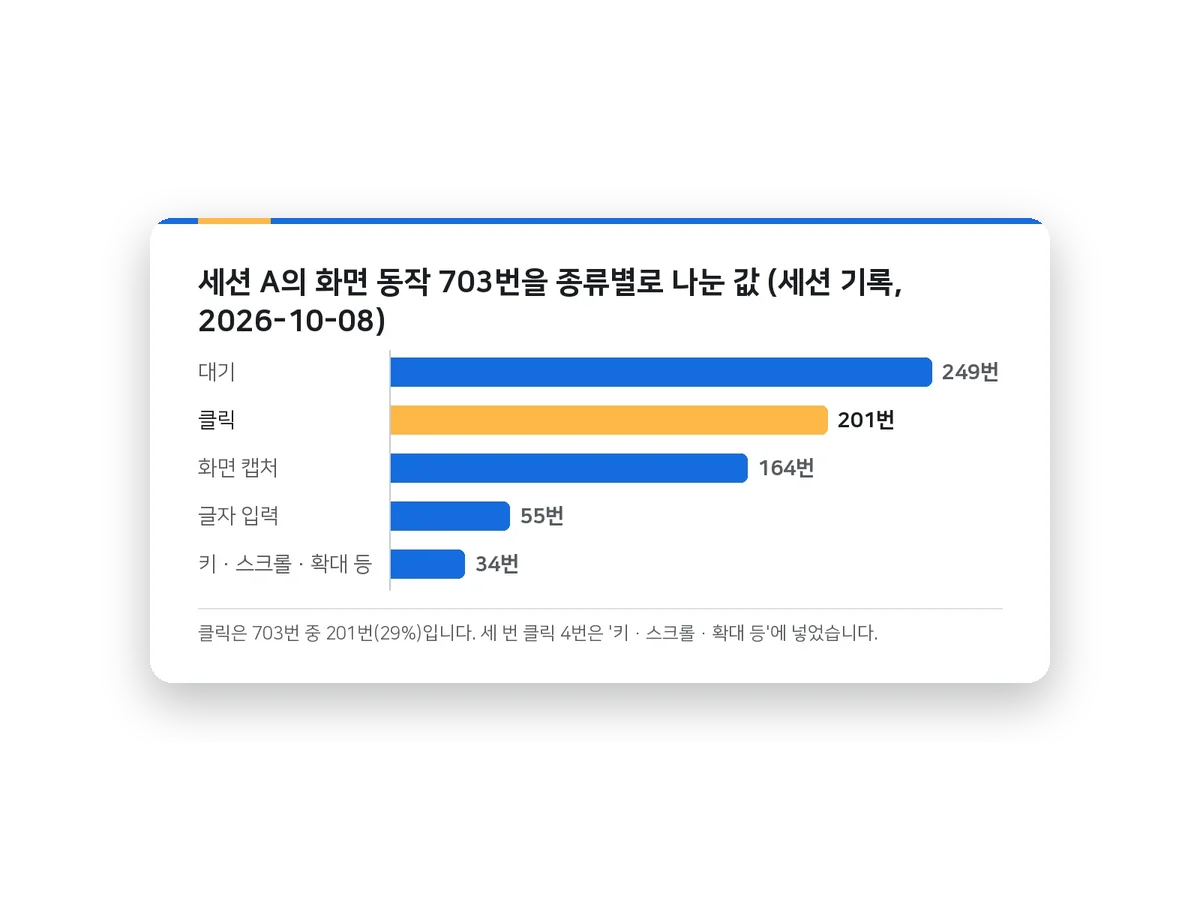 세션 A의 화면 동작 703번을 종류별로 나눈 값 (세션 기록,
2026-10-08)
대기 249번
클릭 201번
화면 캡처 164번
글자 입력 55번
키 · 스크롤 · 확대 등 34번
클릭은 703번 중 201번(29%)입니다. 세 번 클릭 4번은 '키 · 스크롤 · 확대 등'에 넣었습니다.